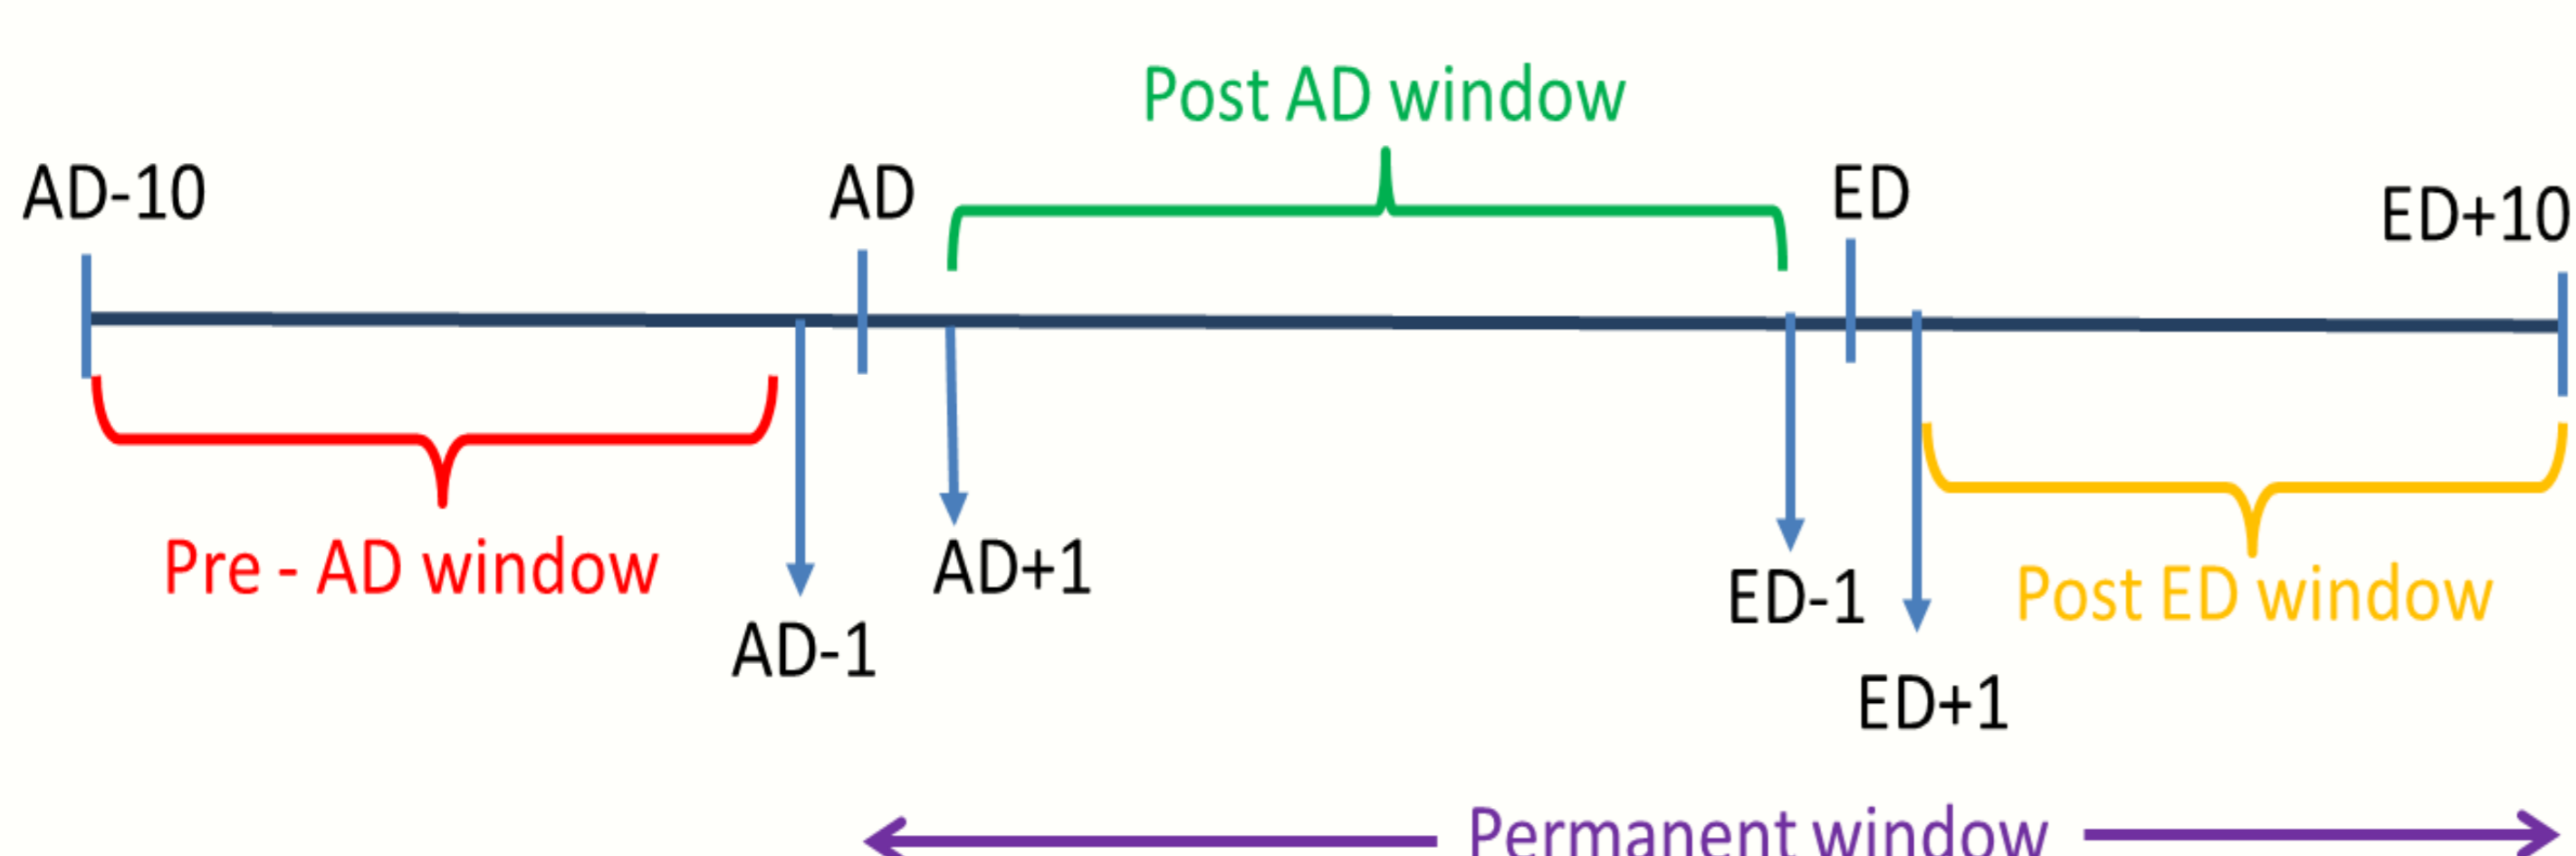 Post AD window
AD-10
AD
ED
ED+10
Pre - AD window
AD+1
ED-1
Post ED window
AD-1
ED+1
Permanent window